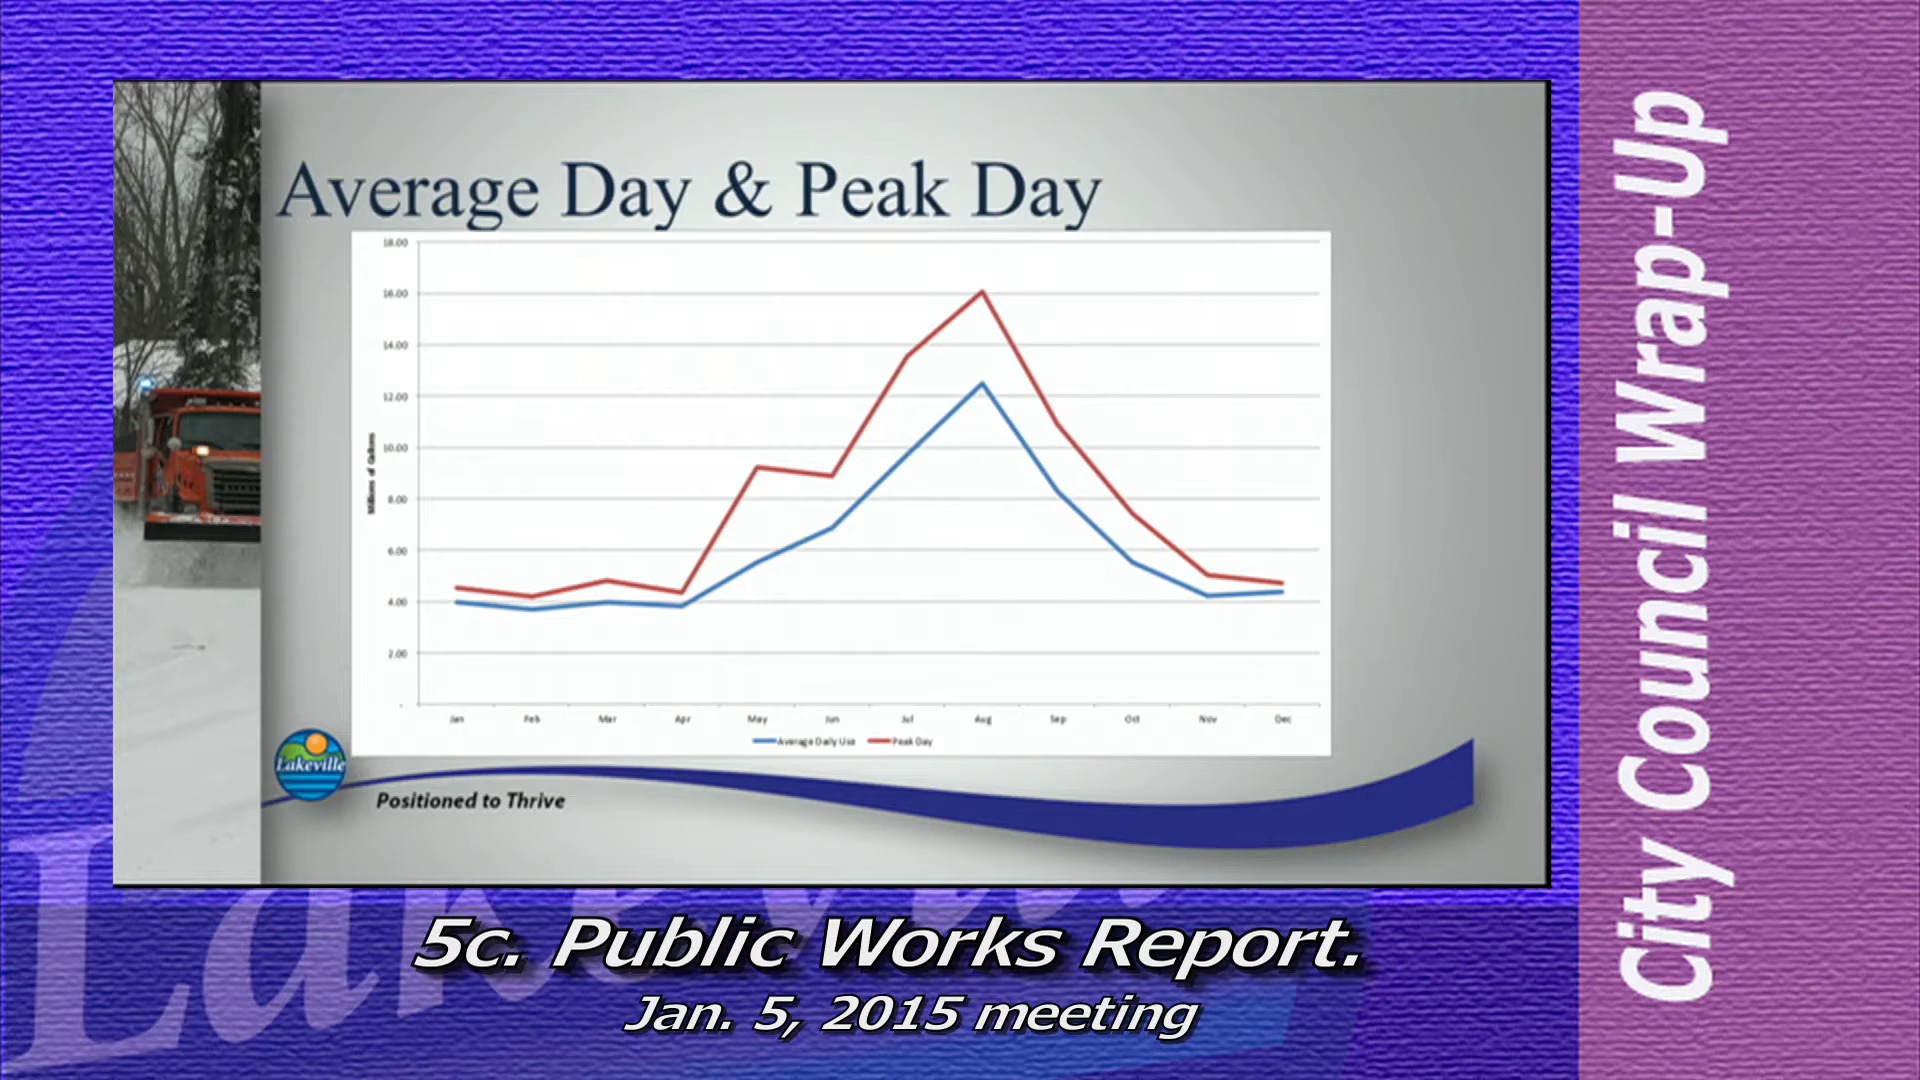 Average Day & Peak Day
18.00
16.00
14.00
12.00
10.00
8.00
6.00
4.00
2.00
-
Millions of Gallons
Jan Feb Mar Apr May Jun Jul Aug Sep Oct Nov Dec
Average Daily Use Peak Day
Lakeville
Positioned to Thrive
City Council Wrap-Up
Lakeville
5c. Public Works Report.
Jan. 5, 2015 meeting